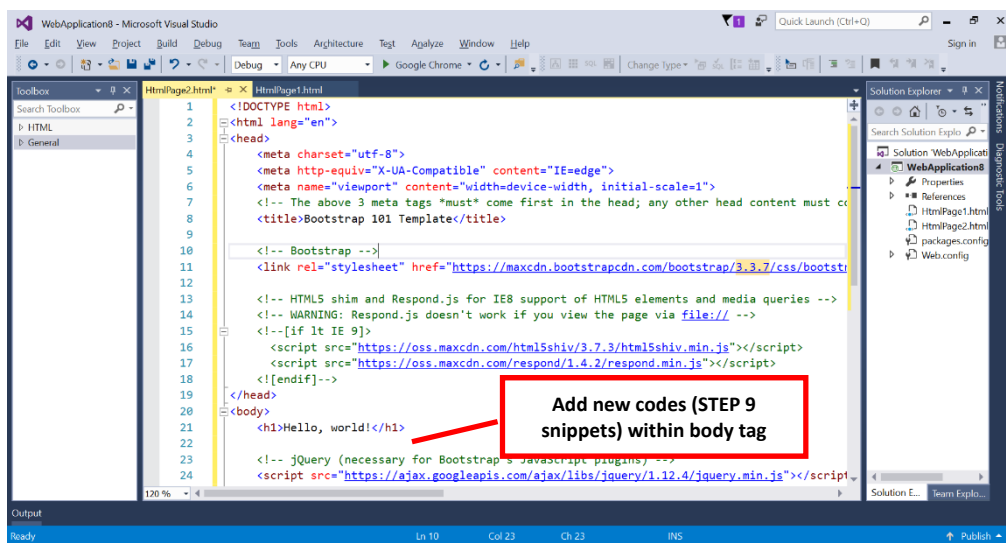 WebApplication8 - Microsoft Visual Studio
1
Quick Launch (Ctrl+Q)
File Edit View Project Build Debug Team Tools Architecture Test Analyze Window Help
Sign in
Debug Any CPU Google Chrome Change Type
Toolbox
Search Toolbox
HTML
General
HtmlPage2.html* HtmlPage1.html
1 <!DOCTYPE html>
2 <html lang="en">
3 <head>
4 <meta charset="utf-8">
5 <meta http-equiv="X-UA-Compatible" content="IE=edge">
6 <meta name="viewport" content="width=device-width, initial-scale=1">
7 <!-- The above 3 meta tags *must* come first in the head; any other head content must co
8 <title>Bootstrap 101 Template</title>
9
10 <!-- Bootstrap -->
11 <link rel="stylesheet" href="https://maxcdn.bootstrapcdn.com/bootstrap/3.3.7/css/bootstr
12
13 <!-- HTML5 shim and Respond.js for IE8 support of HTML5 elements and media queries -->
14 <!-- WARNING: Respond.js doesn't work if you view the page via file:// -->
15 <!--[if lt IE 9]>
16 <script src="https://oss.maxcdn.com/html5shiv/3.7.3/html5shiv.min.js"></script>
17 <script src="https://oss.maxcdn.com/respond/1.4.2/respond.min.js"></script>
18 <![endif]-->
19 </head>
20 <body>
21 <h1>Hello, world!</h1>
22
23 <!-- jQuery (necessary for Bootstrap's JavaScript plugins) -->
24 <script src="https://ajax.googleapis.com/ajax/libs/jquery/1.12.4/jquery.min.js"></script
Add new codes (STEP 9
snippets) within body tag
120 %
Solution Explorer
Search Solution Explo
Solution 'WebApplicati
WebApplication8
Properties
References
HtmlPage1.html
HtmlPage2.html
packages.config
Web.config
Solution E... Team Explo...
Notifications
Diagnostic Tools
Output
Ready Ln 10 Col 23 Ch 23 INS Publish